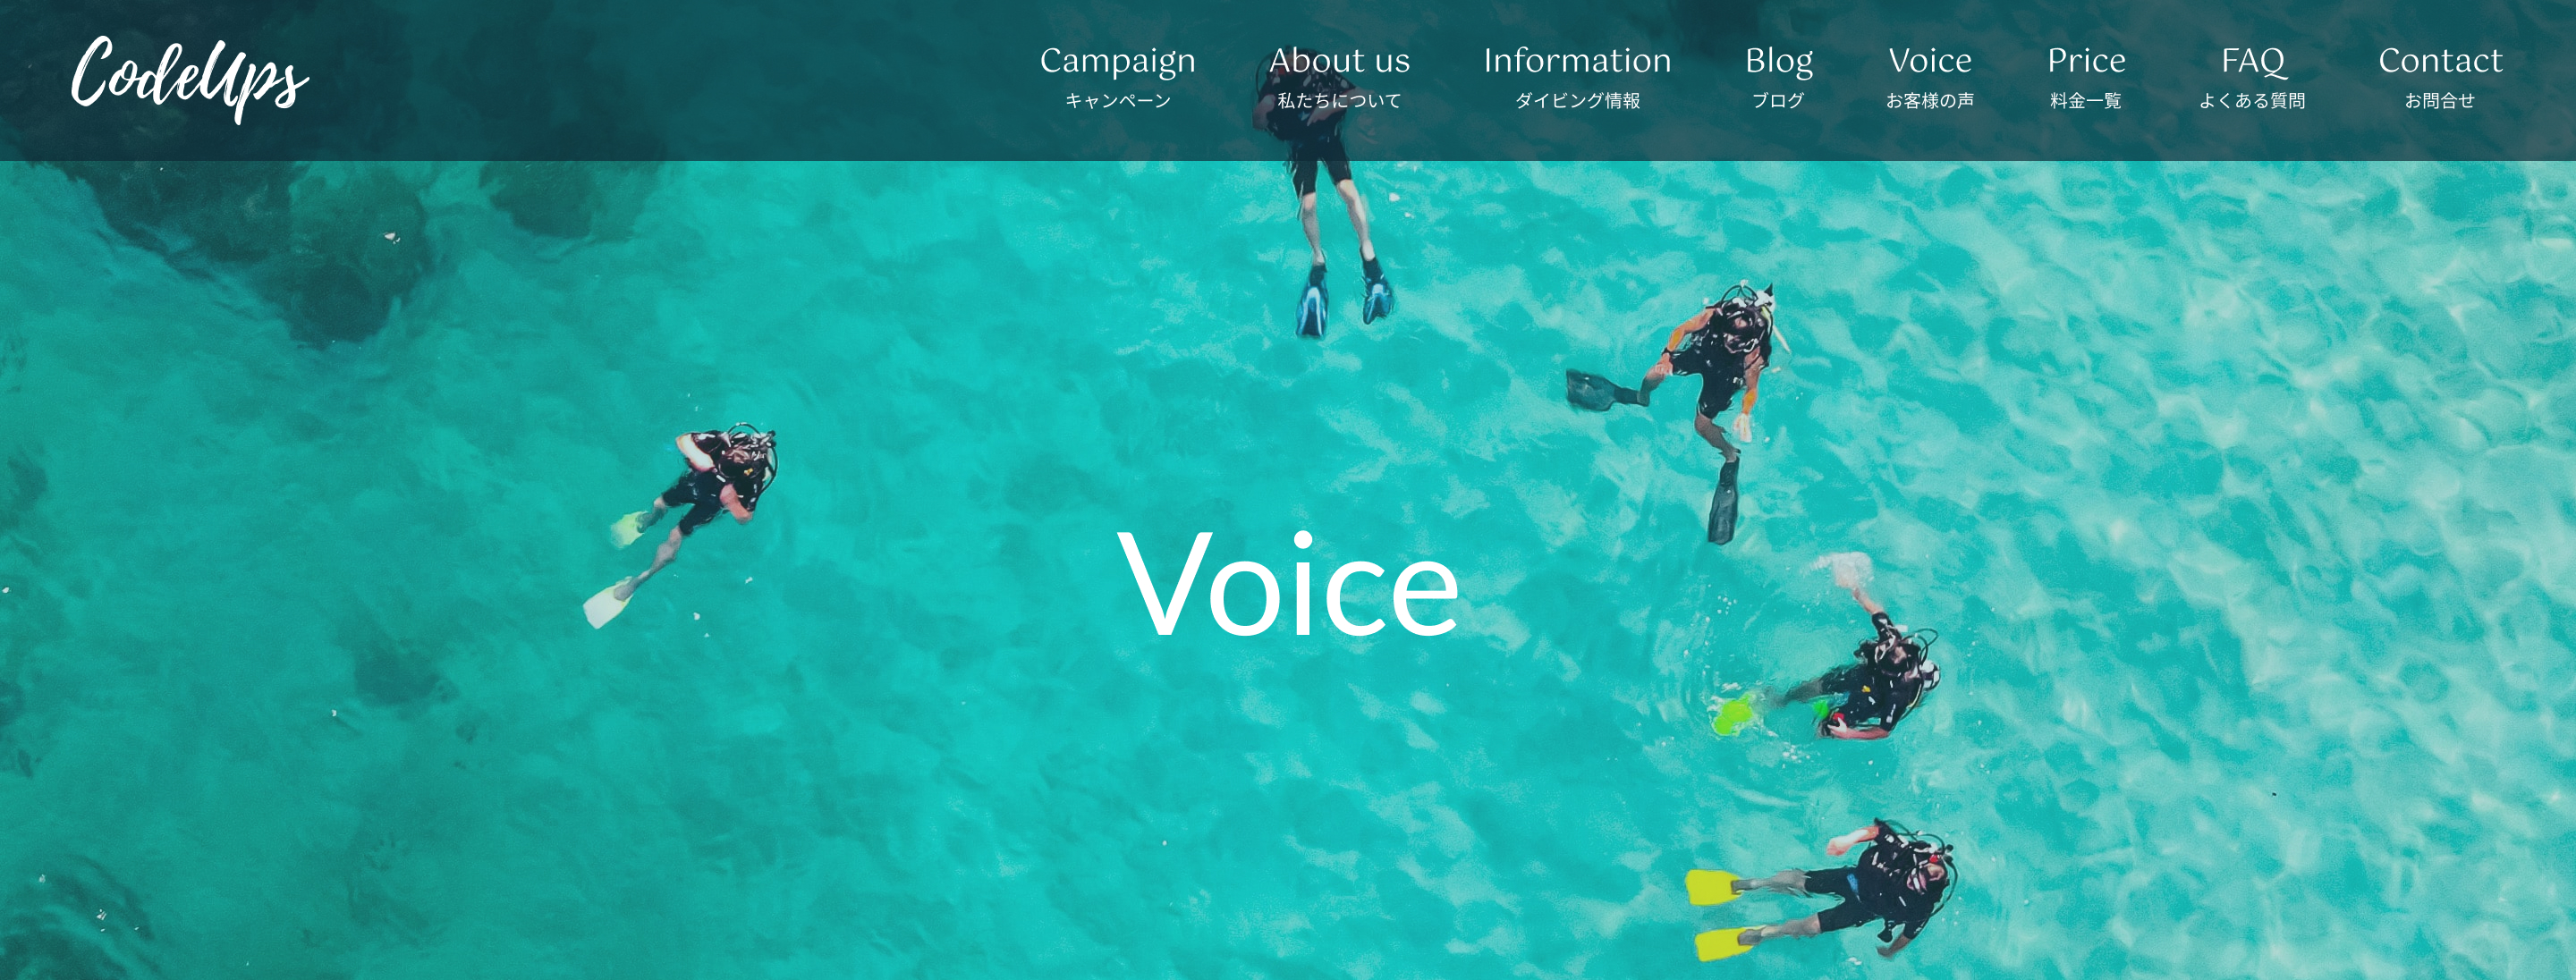 CodeUps
Campaign
キャンペーン
About us
私たちについて
Information
ダイビング情報
Blog
ブログ
Voice
お客様の声
Price
料金一覧
FAQ
よくある質問
Contact
お問合せ
Voice